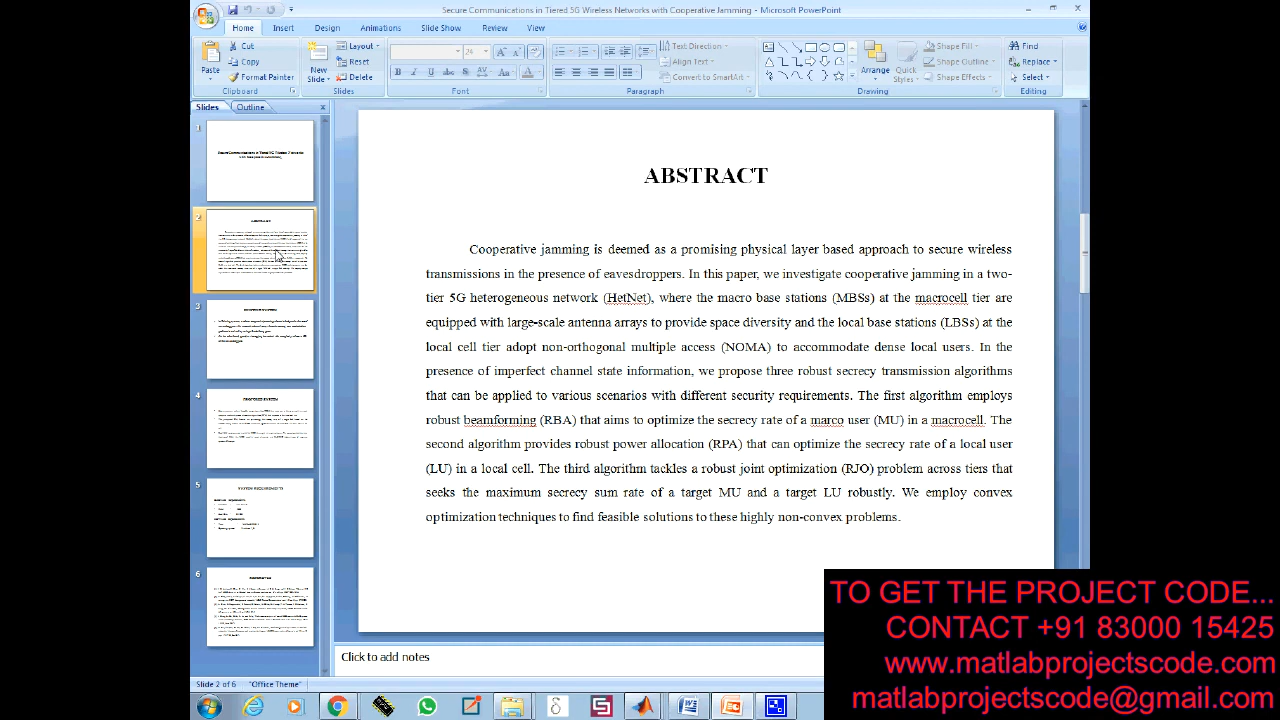 Secure Communications in Tiered 5G Wireless Networks with Cooperative Jamming - Microsoft PowerPoint
Home Insert Design Animations Slide Show Review View
Paste Cut Copy Format Painter Clipboard
New Slide Layout Reset Delete Slides
24
B I U abc S AV Aa A Font
Paragraph
Text Direction Align Text Convert to SmartArt
Arrange Quick Styles Shape Fill Shape Outline Shape Effects Drawing
Find Replace Select Editing
Slides Outline
1
2
3
4
5
6
ABSTRACT
Cooperative jamming is deemed as a promising physical layer based approach to secure wireless
transmissions in the presence of eavesdroppers. In this paper, we investigate cooperative jamming in a two-
tier 5G heterogeneous network (HetNet), where the macro base stations (MBSs) at the macrocell tier are
equipped with large-scale antenna arrays to provide space diversity and the local base stations (LBSs) at the
local cell tier adopt non-orthogonal multiple access (NOMA) to accommodate dense local users. In the
presence of imperfect channel state information, we propose three robust secrecy transmission algorithms
that can be applied to various scenarios with different security requirements. The first algorithm employs
robust beamforming (RBA) that aims to optimize the secrecy rate of a marco user (MU) in a macrocell. The
second algorithm provides robust power allocation (RPA) that can optimize the secrecy rate of a local user
(LU) in a local cell. The third algorithm tackles a robust joint optimization (RJO) problem across tiers that
seeks the maximum secrecy sum rate of a target MU and a target LU robustly. We employ convex
optimization techniques to find feasible solutions to these highly non-convex problems.
Click to add notes
Slide 2 of 6 "Office Theme"
TO GET THE PROJECT CODE...
CONTACT +91 83000 15425
www.matlabprojectscode.com
matlabprojectscode@gmail.com